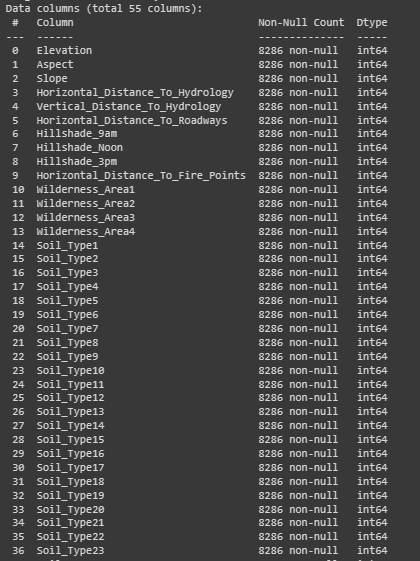 Data columns (total 55 columns):
 #   Column                              Non-Null Count  Dtype
---  ------                              --------------  -----
 0   Elevation                           8286 non-null   int64
 1   Aspect                              8286 non-null   int64
 2   Slope                               8286 non-null   int64
 3   Horizontal_Distance_To_Hydrology    8286 non-null   int64
 4   Vertical_Distance_To_Hydrology      8286 non-null   int64
 5   Horizontal_Distance_To_Roadways     8286 non-null   int64
 6   Hillshade_9am                       8286 non-null   int64
 7   Hillshade_Noon                      8286 non-null   int64
 8   Hillshade_3pm                       8286 non-null   int64
 9   Horizontal_Distance_To_Fire_Points  8286 non-null   int64
 10  Wilderness_Area1                    8286 non-null   int64
 11  Wilderness_Area2                    8286 non-null   int64
 12  Wilderness_Area3                    8286 non-null   int64
 13  Wilderness_Area4                    8286 non-null   int64
 14  Soil_Type1                          8286 non-null   int64
 15  Soil_Type2                          8286 non-null   int64
 16  Soil_Type3                          8286 non-null   int64
 17  Soil_Type4                          8286 non-null   int64
 18  Soil_Type5                          8286 non-null   int64
 19  Soil_Type6                          8286 non-null   int64
 20  Soil_Type7                          8286 non-null   int64
 21  Soil_Type8                          8286 non-null   int64
 22  Soil_Type9                          8286 non-null   int64
 23  Soil_Type10                         8286 non-null   int64
 24  Soil_Type11                         8286 non-null   int64
 25  Soil_Type12                         8286 non-null   int64
 26  Soil_Type13                         8286 non-null   int64
 27  Soil_Type14                         8286 non-null   int64
 28  Soil_Type15                         8286 non-null   int64
 29  Soil_Type16                         8286 non-null   int64
 30  Soil_Type17                         8286 non-null   int64
 31  Soil_Type18                         8286 non-null   int64
 32  Soil_Type19                         8286 non-null   int64
 33  Soil_Type20                         8286 non-null   int64
 34  Soil_Type21                         8286 non-null   int64
 35  Soil_Type22                         8286 non-null   int64
 36  Soil_Type23                         8286 non-null   int64